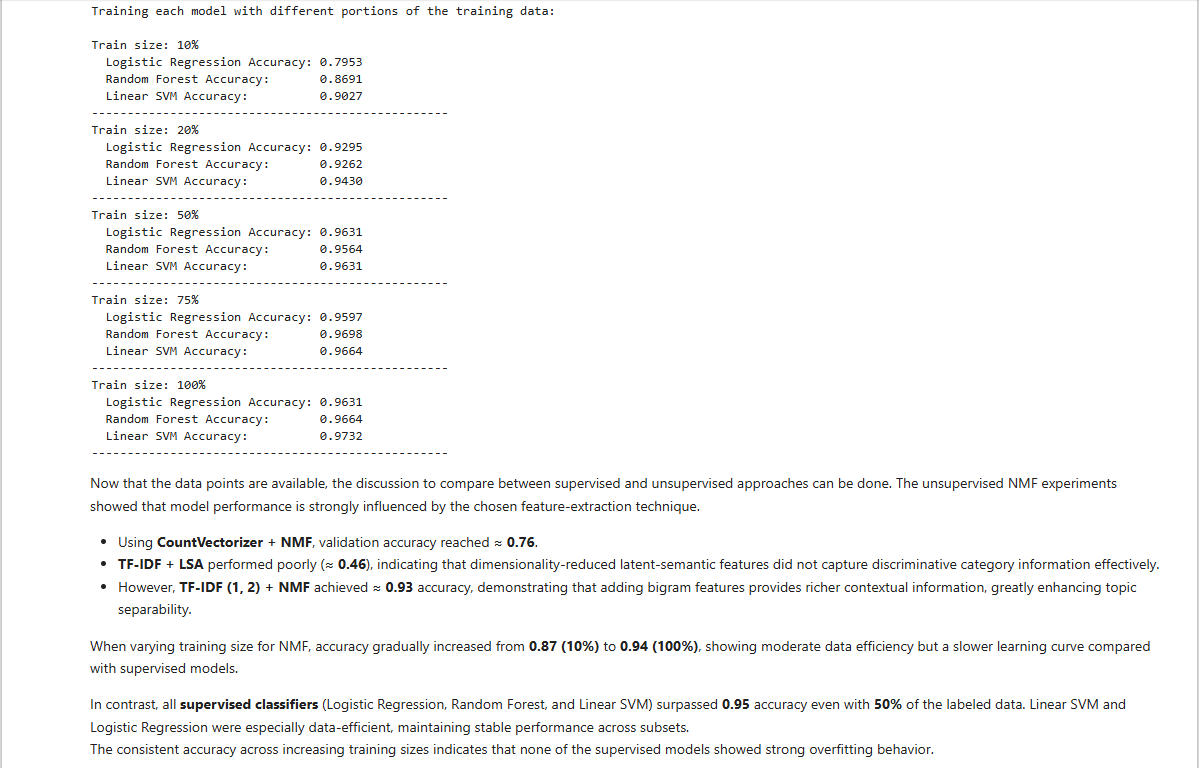 Training each model with different portions of the training data:
Train size: 10%
Logistic Regression Accuracy: 0.7953
Random Forest Accuracy: 0.8691
Linear SVM Accuracy: 0.9027
--------------------------------------------------
Train size: 20%
Logistic Regression Accuracy: 0.9295
Random Forest Accuracy: 0.9262
Linear SVM Accuracy: 0.9430
--------------------------------------------------
Train size: 50%
Logistic Regression Accuracy: 0.9631
Random Forest Accuracy: 0.9564
Linear SVM Accuracy: 0.9631
--------------------------------------------------
Train size: 75%
Logistic Regression Accuracy: 0.9597
Random Forest Accuracy: 0.9698
Linear SVM Accuracy: 0.9664
--------------------------------------------------
Train size: 100%
Logistic Regression Accuracy: 0.9631
Random Forest Accuracy: 0.9664
Linear SVM Accuracy: 0.9732
--------------------------------------------------
Now that the data points are available, the discussion to compare between supervised and unsupervised approaches can be done. The unsupervised NMF experiments
showed that model performance is strongly influenced by the chosen feature-extraction technique.
• Using CountVectorizer + NMF, validation accuracy reached ≈ 0.76.
• TF-IDF + LSA performed poorly (≈ 0.46), indicating that dimensionality-reduced latent-semantic features did not capture discriminative category information effectively.
• However, TF-IDF (1, 2) + NMF achieved ≈ 0.93 accuracy, demonstrating that adding bigram features provides richer contextual information, greatly enhancing topic
separability.
When varying training size for NMF, accuracy gradually increased from 0.87 (10%) to 0.94 (100%), showing moderate data efficiency but a slower learning curve compared
with supervised models.
In contrast, all supervised classifiers (Logistic Regression, Random Forest, and Linear SVM) surpassed 0.95 accuracy even with 50% of the labeled data. Linear SVM and
Logistic Regression were especially data-efficient, maintaining stable performance across subsets.
The consistent accuracy across increasing training sizes indicates that none of the supervised models showed strong overfitting behavior.